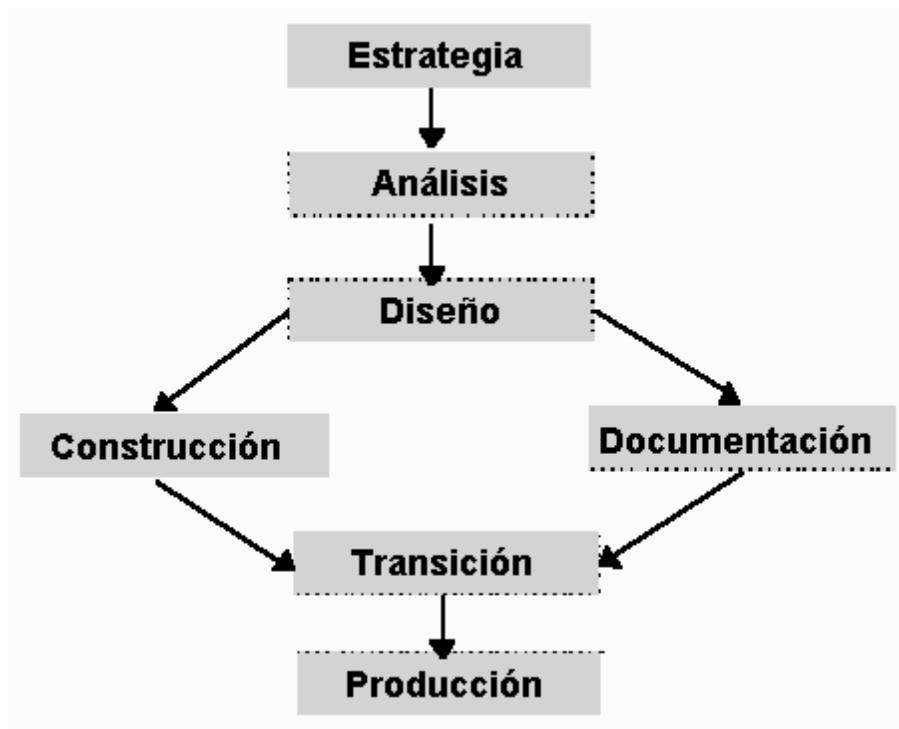 Estrategia
Análisis
Diseño
Construcción
Documentación
Transición
Producción